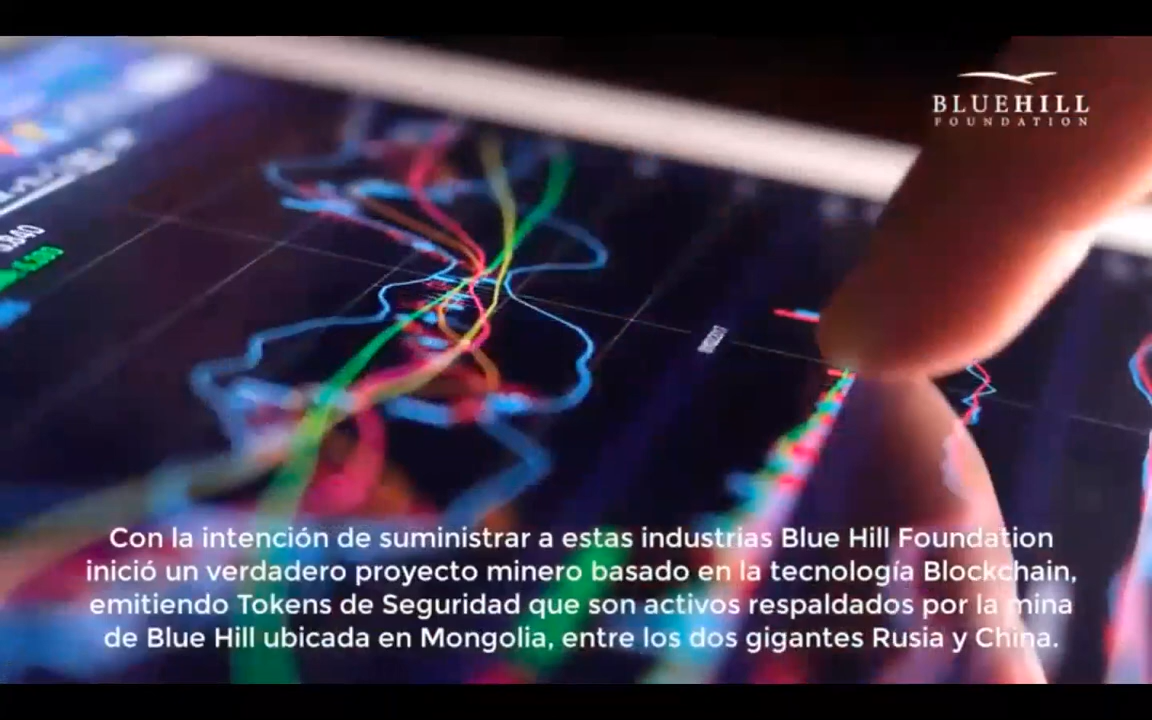 BLUEHILL
FOUNDATION
Con la intención de suministrar a estas industrias Blue Hill Foundation
inició un verdadero proyecto minero basado en la tecnología Blockchain,
emitiendo Tokens de Seguridad que son activos respaldados por la mina
de Blue Hill ubicada en Mongolia, entre los dos gigantes Rusia y China.